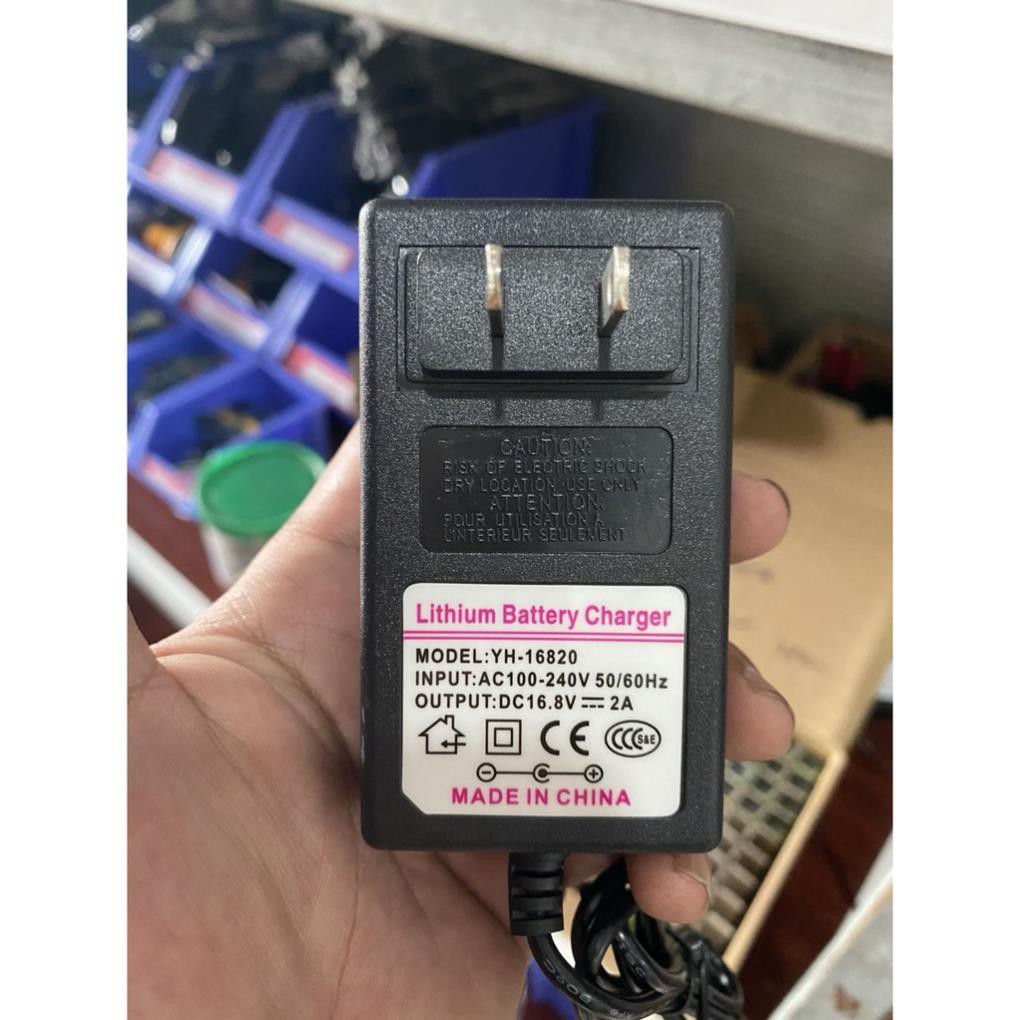 CAUTION:
RISK OF ELECTRIC SHOCK
DRY LOCATION USE ONLY
ATTENTION:
POUR UTILISATION A
L'INTERIEUR SEULEMENT
Lithium Battery Charger
MODEL:YH-16820
INPUT:AC100-240V 50/60Hz
OUTPUT:DC16.8V ⎓ 2A
CE CCC S&E
MADE IN CHINA